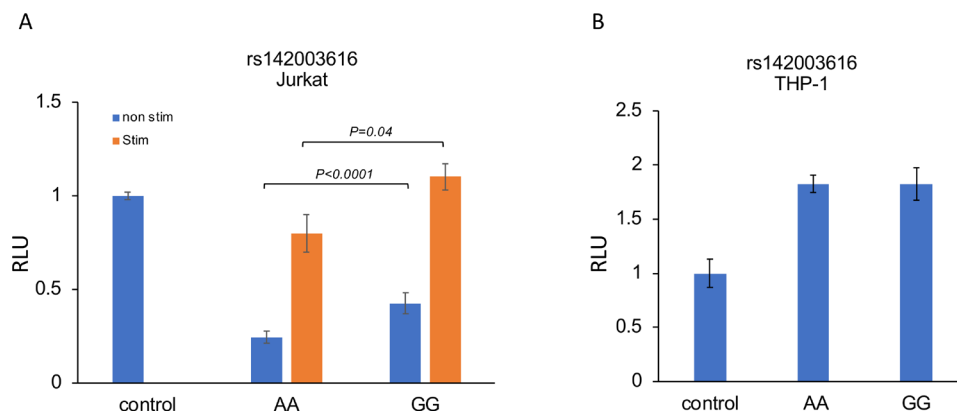 A
rs142003616
Jurkat
1.5
1
0.5
0
RLU
non stim
Stim
P=0.04
P<0.0001
control
AA
GG
B
rs142003616
THP-1
2.5
2
1.5
1
0.5
0
RLU
control
AA
GG